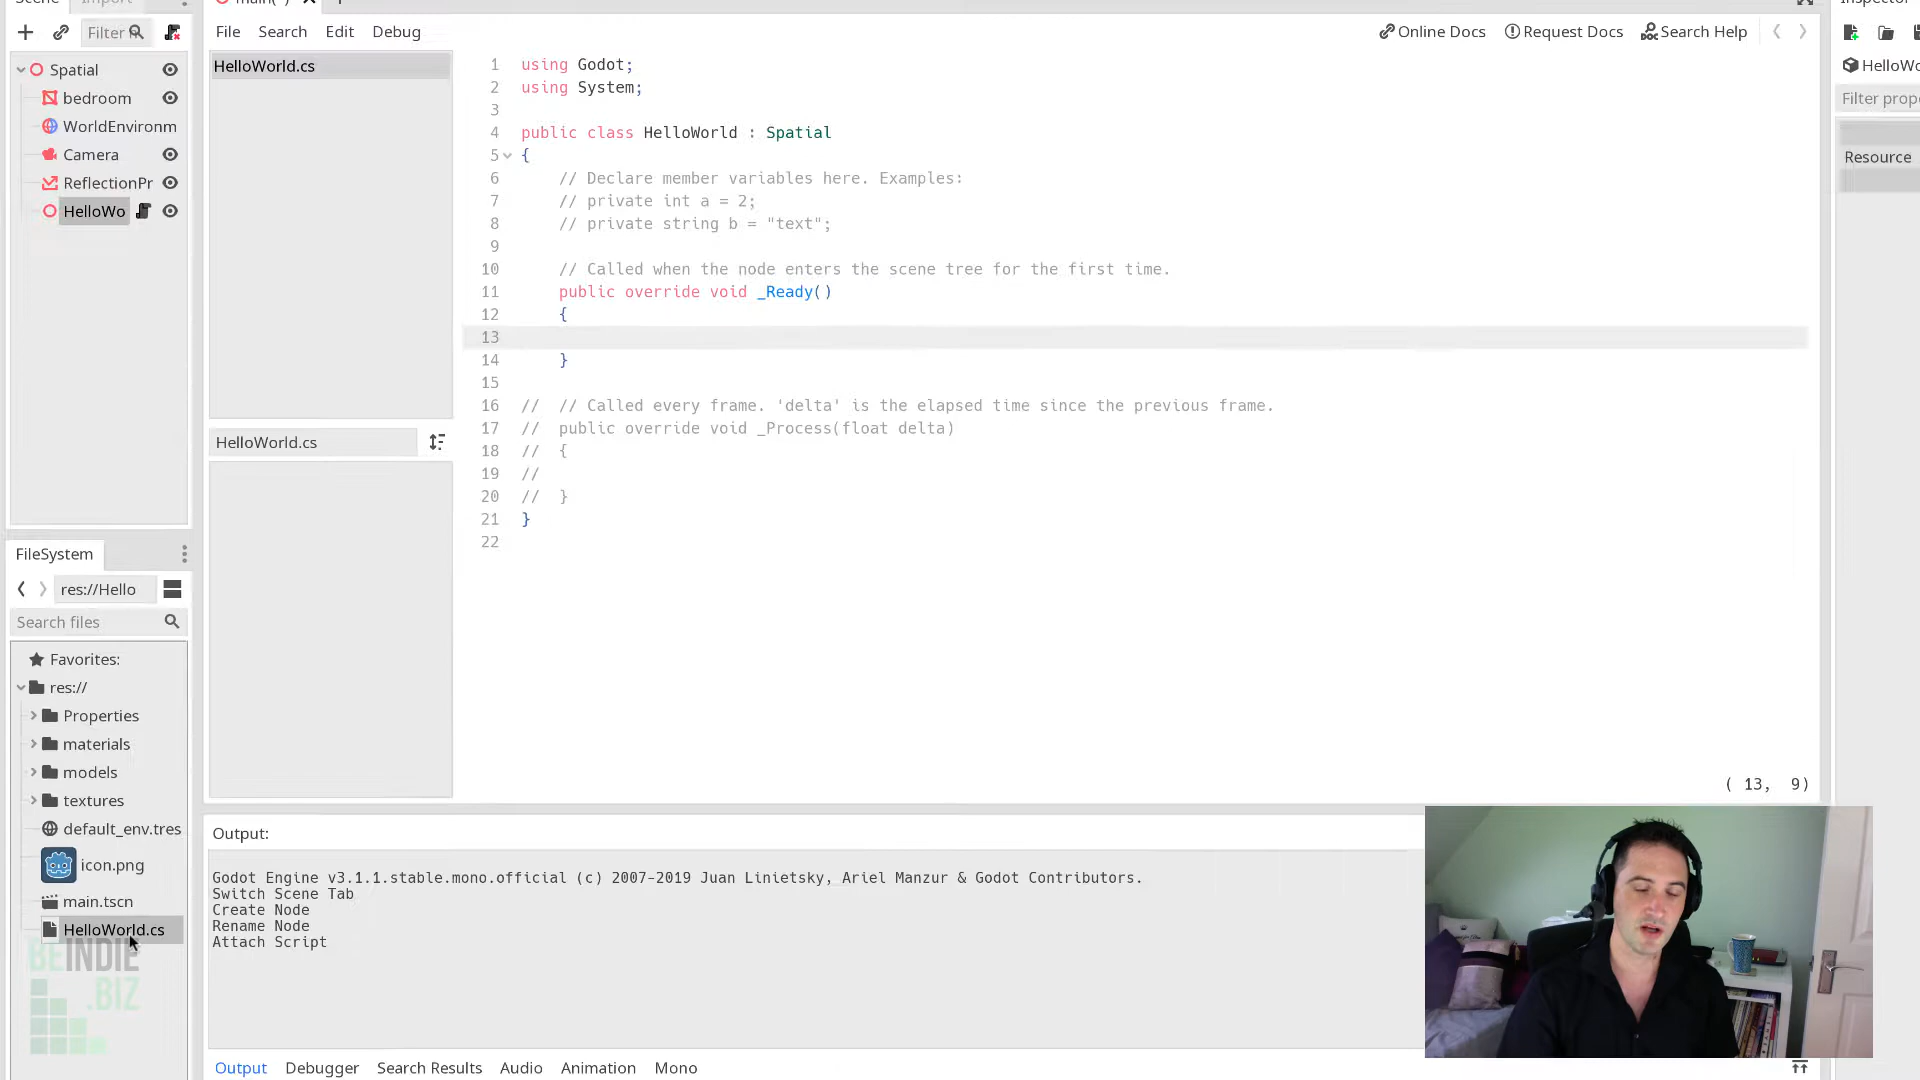 Scene Import
Filter
Spatial
bedroom
WorldEnvironm
Camera
ReflectionPr
HelloWo
main(*)
File Search Edit Debug
Online Docs Request Docs Search Help
HelloWorld.cs
HelloWorld.cs
1 using Godot;
2 using System;
3
4 public class HelloWorld : Spatial
5 {
6 // Declare member variables here. Examples:
7 // private int a = 2;
8 // private string b = "text";
9
10 // Called when the node enters the scene tree for the first time.
11 public override void _Ready()
12 {
13
14 }
15
16 // // Called every frame. 'delta' is the elapsed time since the previous frame.
17 // public override void _Process(float delta)
18 // {
19 //
20 // }
21 }
22
( 13, 9)
Inspector
HelloWo
Filter prop
Resource
FileSystem
res://Hello
Search files
Favorites:
res://
Properties
materials
models
textures
default_env.tres
icon.png
main.tscn
HelloWorld.cs
BEINDIE
.BIZ
Output:
Godot Engine v3.1.1.stable.mono.official (c) 2007-2019 Juan Linietsky, Ariel Manzur & Godot Contributors.
Switch Scene Tab
Create Node
Rename Node
Attach Script
Output Debugger Search Results Audio Animation Mono